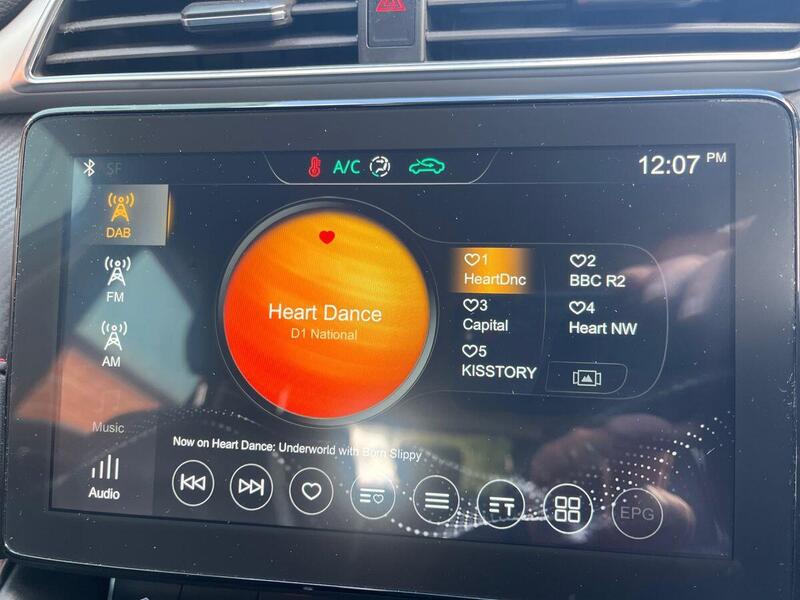 SF
A/C
12:07 PM
DAB
FM
AM
Music
Audio
Heart Dance
D1 National
1
HeartDnc
2
BBC R2
3
Capital
4
Heart NW
5
KISSTORY
Now on Heart Dance: Underworld with Born Slippy
T
EPG